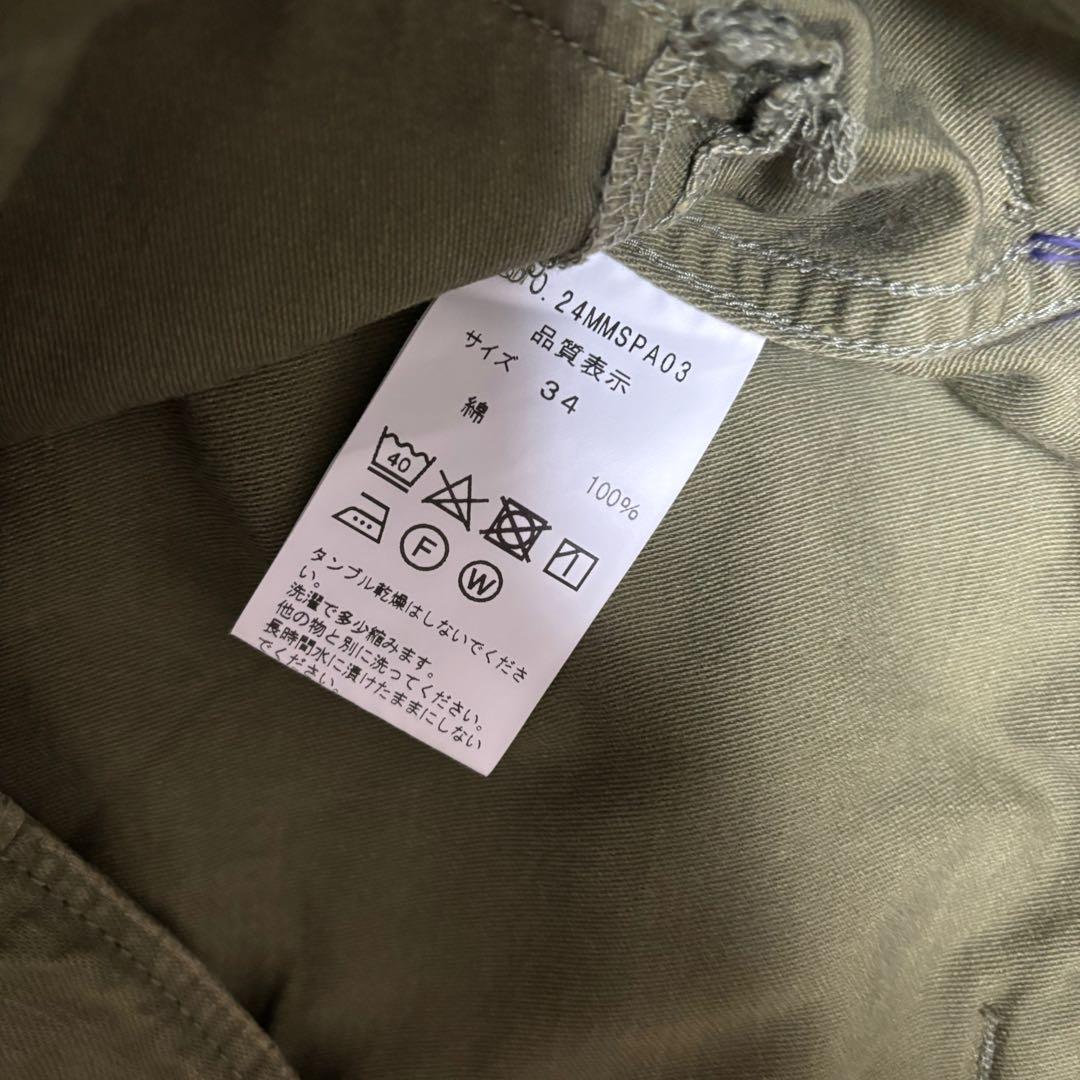 NO. 24MMSPA03
品質表示
サイズ 34
綿 100%
40
F W
タンブル乾燥はしないでくださ
い。
洗濯で多少縮みます。
他の物と別に洗ってください。
長時間水に漬けたままにしない
でください。